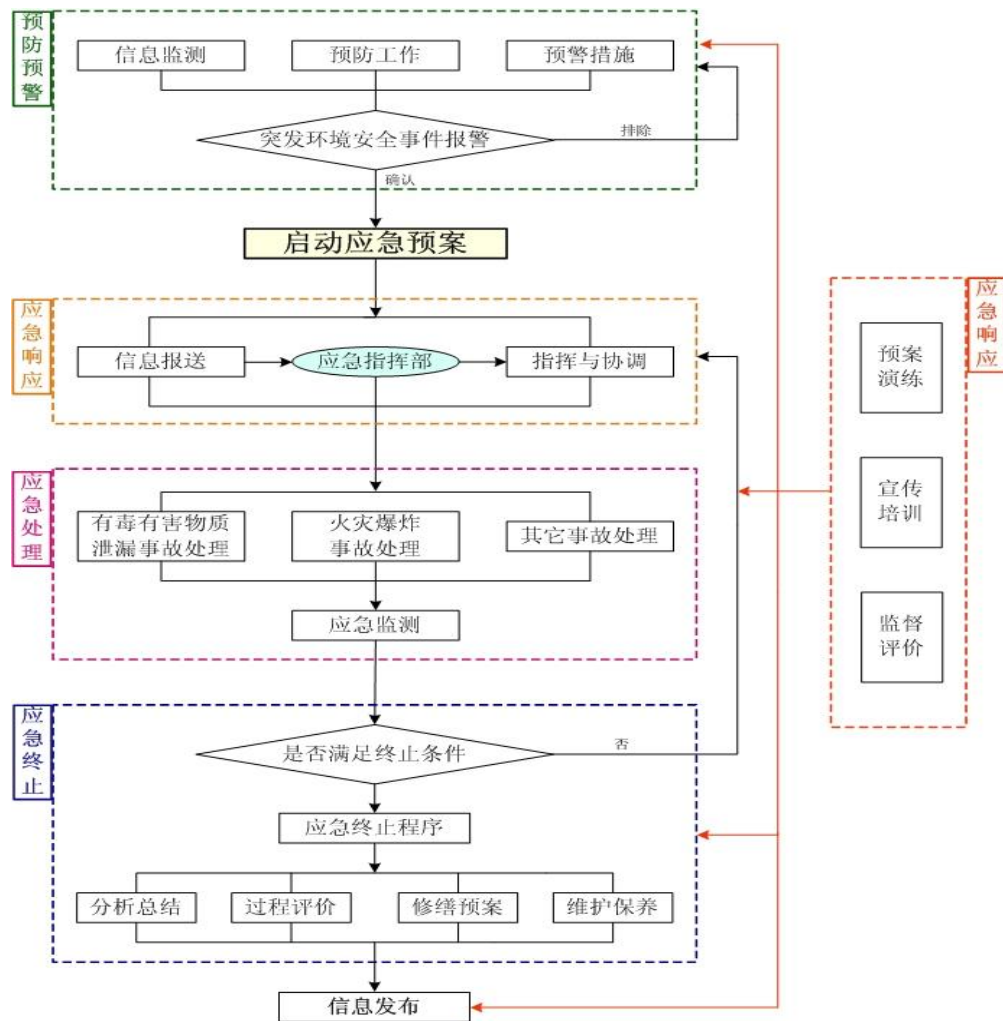 预防预警
信息监测
预防工作
预警措施
突发环境安全事件报警
排除
确认
启动应急预案
应急响应
信息报送
应急指挥部
指挥与协调
应急响应
预案
演练
宣传
培训
监督
评价
应急处理
有毒有害物质
泄漏事故处理
火灾爆炸
事故处理
其它事故处理
应急监测
应急终止
是否满足终止条件
否
应急终止程序
分析总结
过程评价
修缮预案
维护保养
信息发布